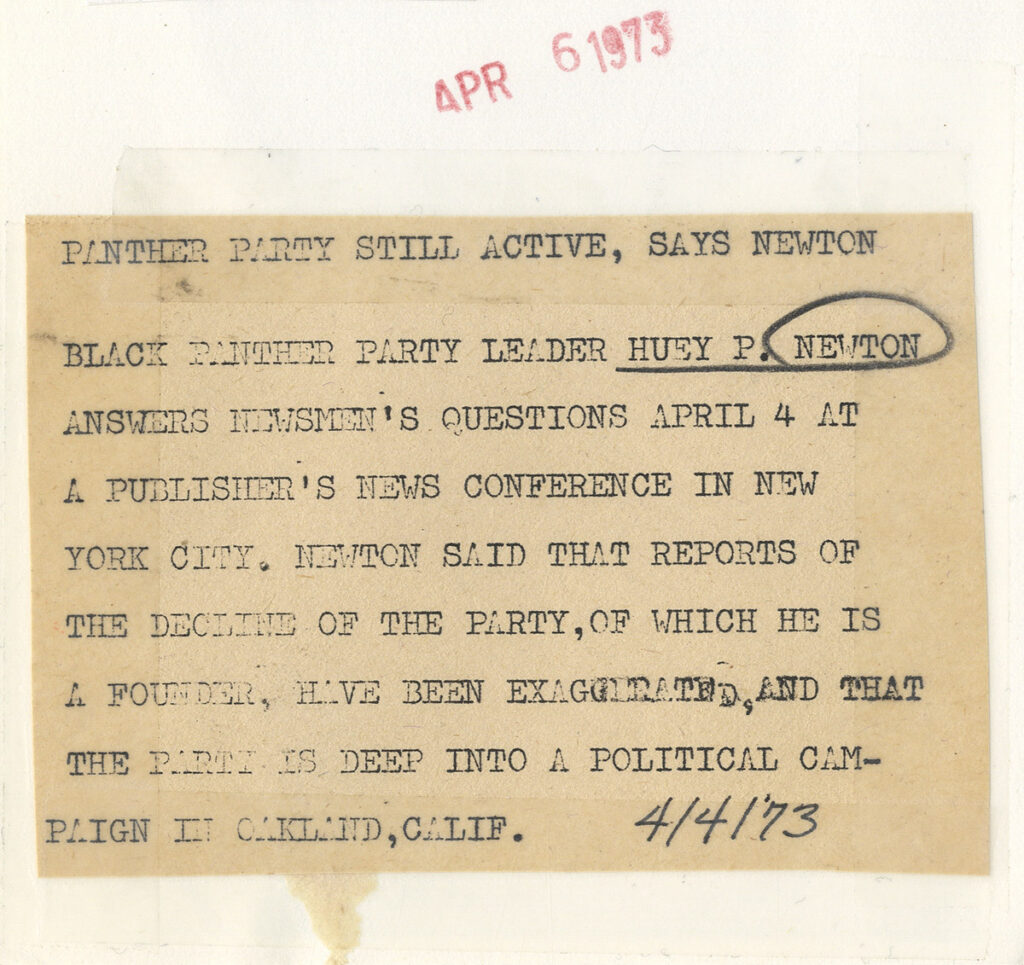 APR 6 1973
PANTHER PARTY STILL ACTIVE, SAYS NEWTON
BLACK PANTHER PARTY LEADER HUEY P. NEWTON
ANSWERS NEWSMEN'S QUESTIONS APRIL 4 AT
A PUBLISHER'S NEWS CONFERENCE IN NEW
YORK CITY. NEWTON SAID THAT REPORTS OF
THE DECLINE OF THE PARTY,OF WHICH HE IS
A FOUNDER, HAVE BEEN EXAGGERATED,AND THAT
THE PARTY IS DEEP INTO A POLITICAL CAM-
PAIGN IN OAKLAND,CALIF. 4/4/'73